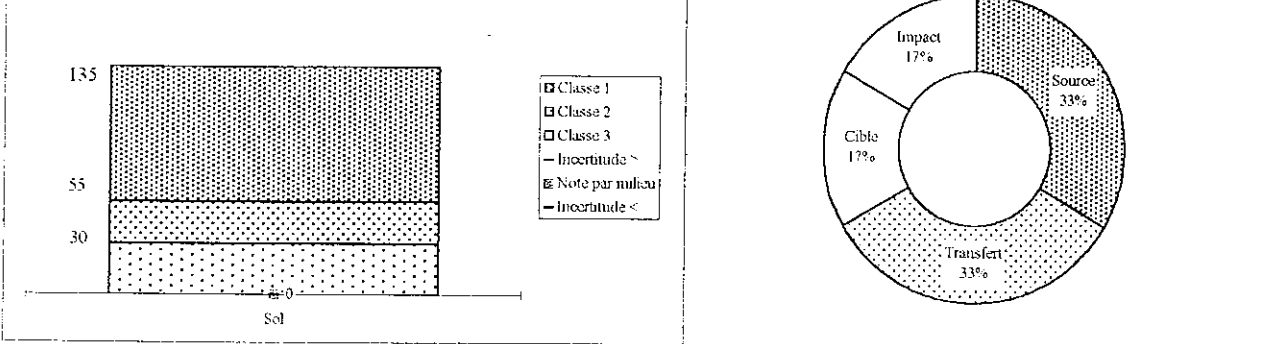 135
55
30
0
Sol
Classe 1
Classe 2
Classe 3
Incertitude >
Note par milieu
Incertitude <
Impact
17%
Source
33%
Cible
17%
Transfert
33%